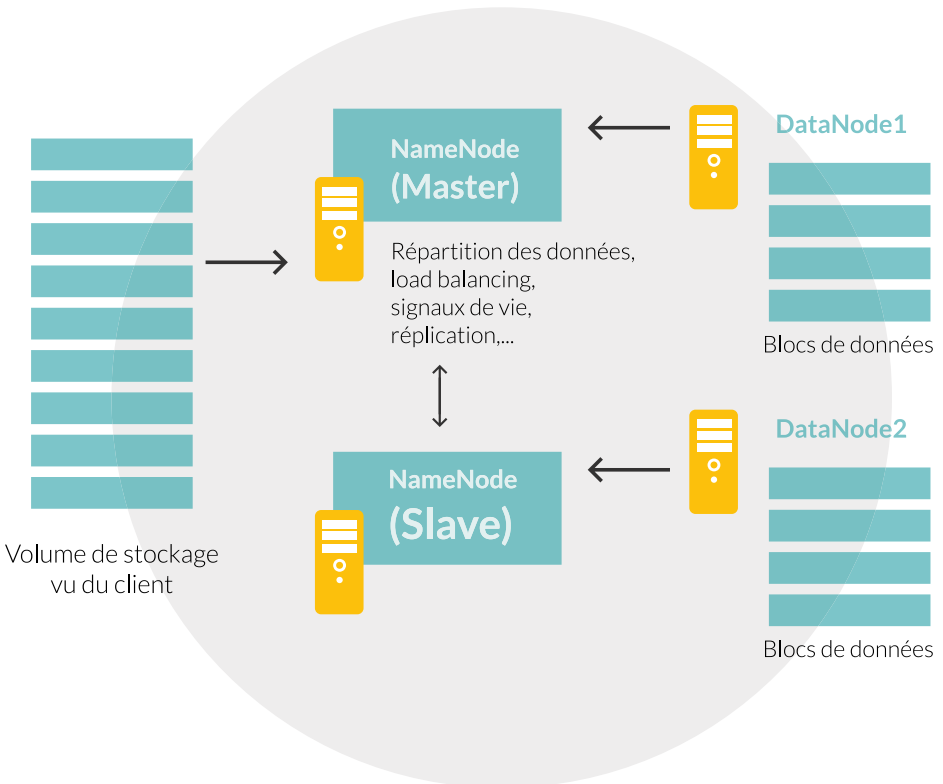 NameNode
(Master)
Répartition des données,
load balancing,
signaux de vie,
réplication,...
NameNode
(Slave)
Volume de stockage
vu du client
DataNode1
Blocs de données
DataNode2
Blocs de données